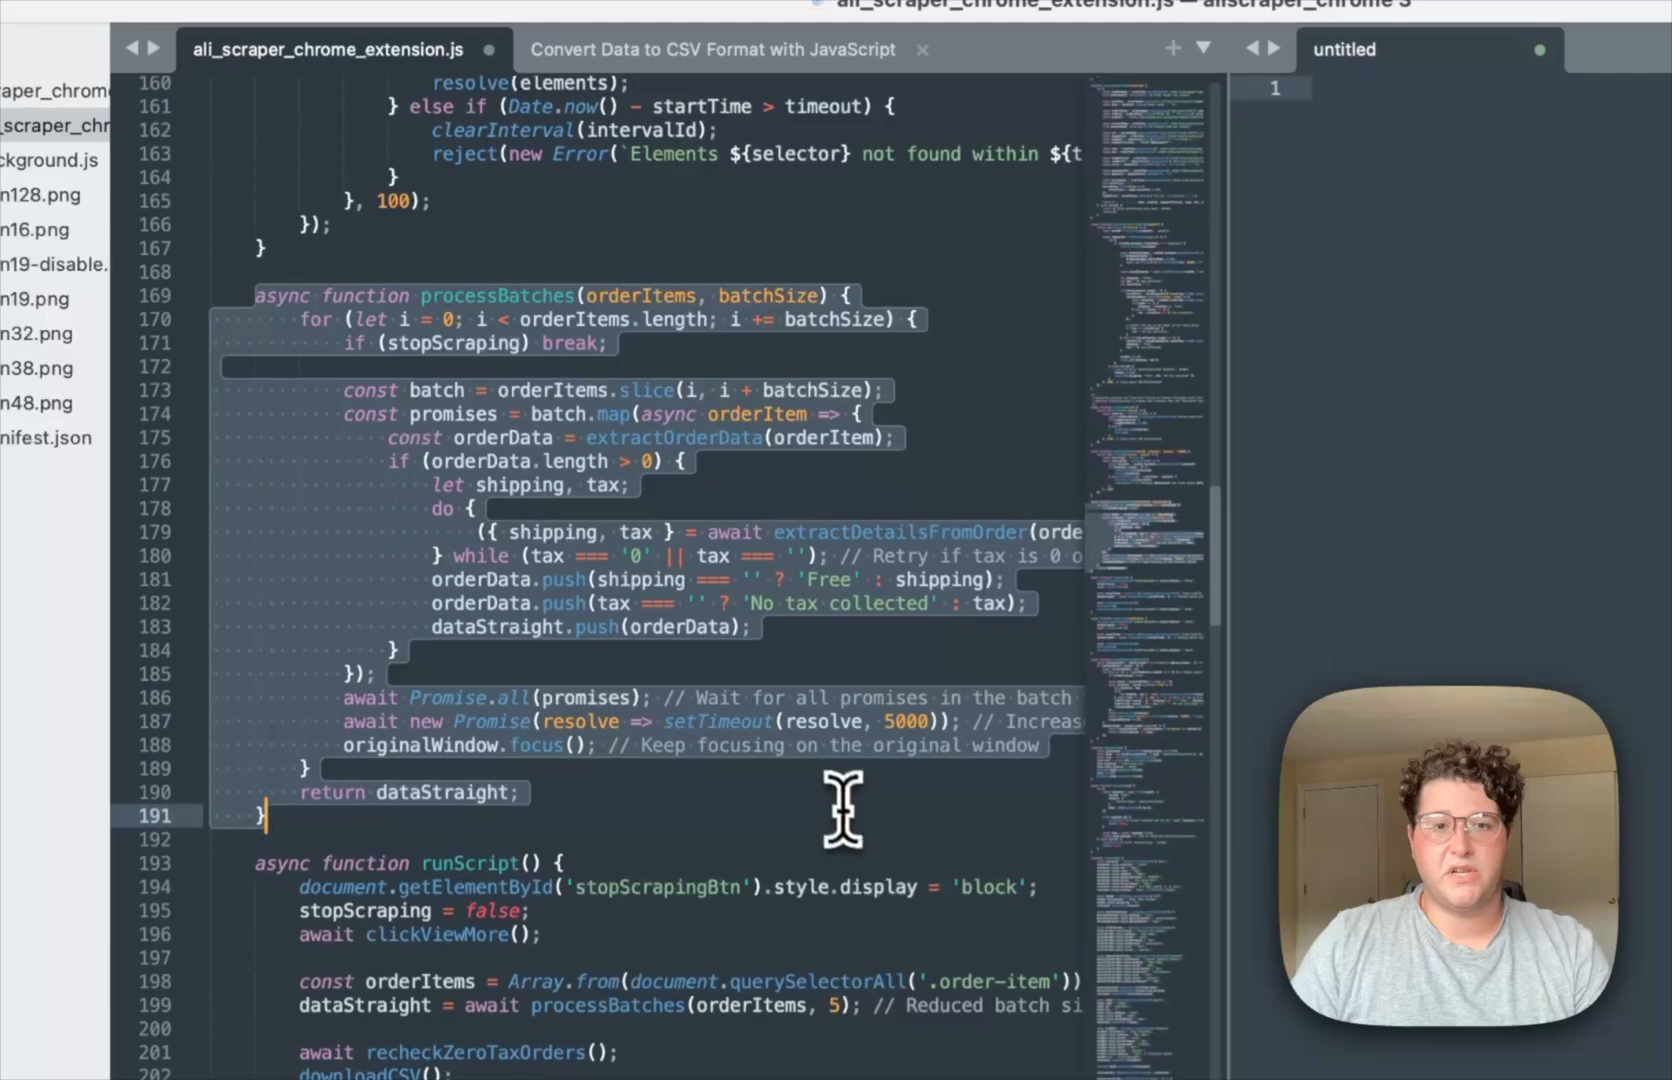 ali_scraper_chrome_extension.js — aliscraper_chrome 3
ali_scraper_chrome_extension.js
Convert Data to CSV Format with JavaScript
untitled
raper_chrom
_scraper_chr
ckground.js
n128.png
n16.png
n19-disable.
n19.png
n32.png
n38.png
n48.png
nifest.json
160 resolve(elements);
161 } else if (Date.now() - startTime > timeout) {
162 clearInterval(intervalId);
163 reject(new Error(`Elements ${selector} not found within ${t
164 }
165 }, 100);
166 });
167 }
168
169 async function processBatches(orderItems, batchSize) {
170 for (let i = 0; i < orderItems.length; i += batchSize) {
171 if (stopScraping) break;
172
173 const batch = orderItems.slice(i, i + batchSize);
174 const promises = batch.map(async orderItem => {
175 const orderData = extractOrderData(orderItem);
176 if (orderData.length > 0) {
177 let shipping, tax;
178 do {
179 ({ shipping, tax } = await extractDetailsFromOrder(orde
180 } while (tax === '0' || tax === ''); // Retry if tax is 0 o
181 orderData.push(shipping === '' ? 'Free' : shipping);
182 orderData.push(tax === '' ? 'No tax collected' : tax);
183 dataStraight.push(orderData);
184 }
185 });
186 await Promise.all(promises); // Wait for all promises in the batch
187 await new Promise(resolve => setTimeout(resolve, 5000)); // Increas
188 originalWindow.focus(); // Keep focusing on the original window
189 }
190 return dataStraight;
191 }
192
193 async function runScript() {
194 document.getElementById('stopScrapingBtn').style.display = 'block';
195 stopScraping = false;
196 await clickViewMore();
197
198 const orderItems = Array.from(document.querySelectorAll('.order-item'))
199 dataStraight = await processBatches(orderItems, 5); // Reduced batch si
200
201 await recheckZeroTaxOrders();
202 downloadCSV();
1